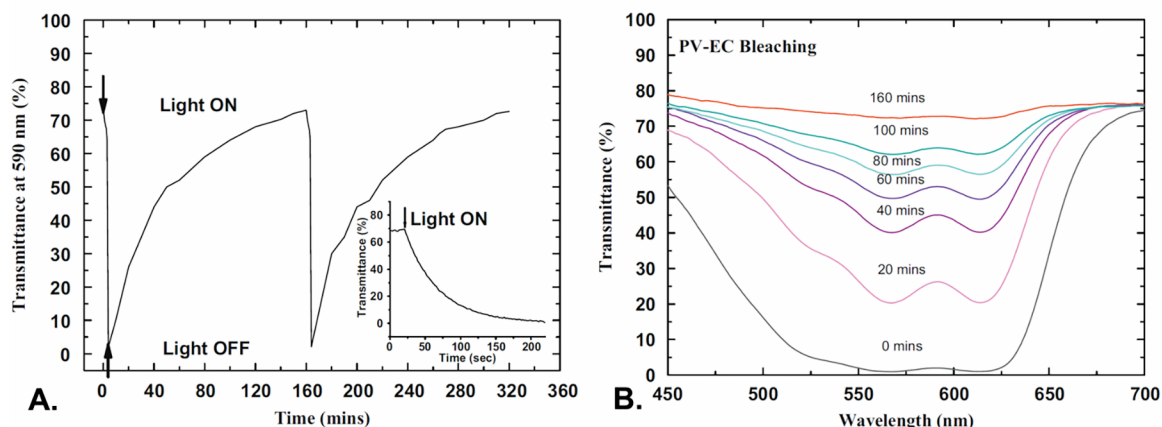 100
90
80
70
60
50
40
30
20
10
0
Transmittance at 590 nm (%)
Light ON
Light OFF
0 40 80 120 160 200 240 280 320 360
Time (mins)
A.
Light ON
80
60
40
20
0
Transmittance (%)
0 50 100 150 200
Time (sec)
100
90
80
70
60
50
40
30
20
10
0
Transmittance (%)
PV-EC Bleaching
160 mins
100 mins
80 mins
60 mins
40 mins
20 mins
0 mins
450 500 550 600 650 700
Wavelength (nm)
B.